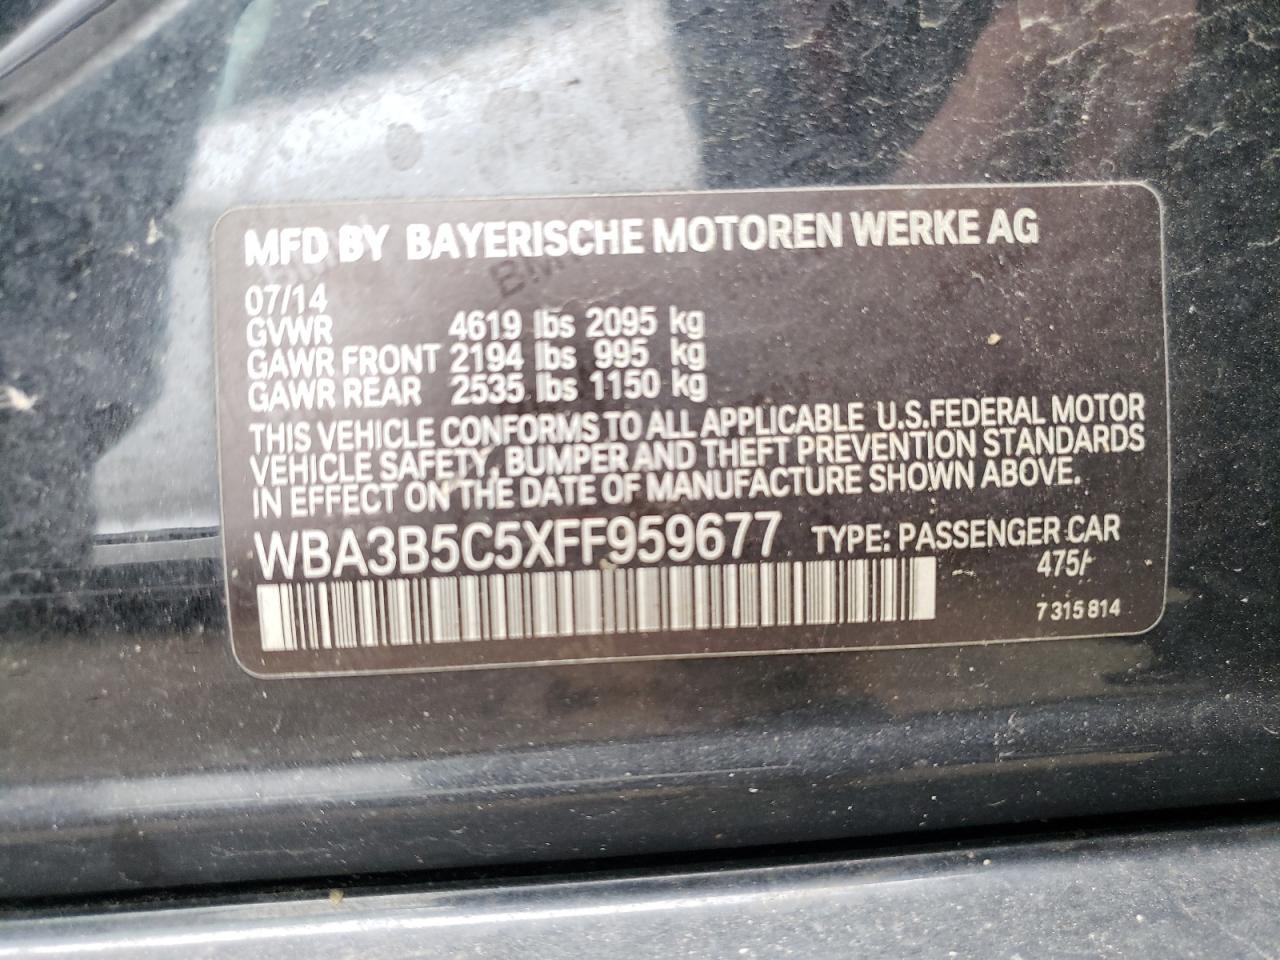 MFD BY BAYERISCHE MOTOREN WERKE AG
07/14
GVWR 4619 lbs 2095 kg
GAWR FRONT 2194 lbs 995 kg
GAWR REAR 2535 lbs 1150 kg
THIS VEHICLE CONFORMS TO ALL APPLICABLE U.S.FEDERAL MOTOR
VEHICLE SAFETY, BUMPER AND THEFT PREVENTION STANDARDS
IN EFFECT ON THE DATE OF MANUFACTURE SHOWN ABOVE.
WBA3B5C5XFF959677 TYPE: PASSENGER CAR
475/
7 315 814